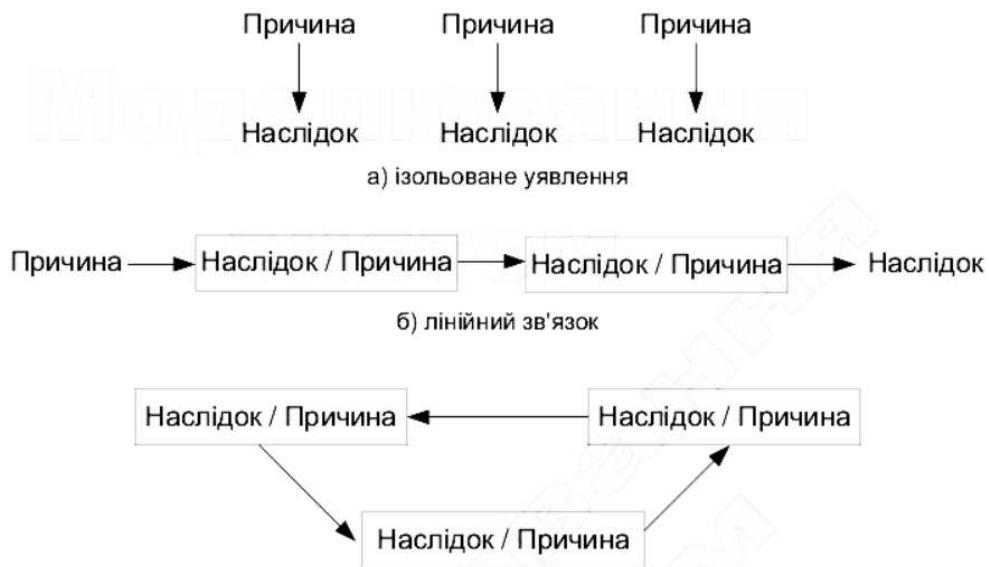 Причина Причина Причина
Наслідок Наслідок Наслідок
а) ізольоване уявлення
Причина Наслідок / Причина Наслідок / Причина Наслідок
б) лінійний зв'язок
Наслідок / Причина Наслідок / Причина
Наслідок / Причина